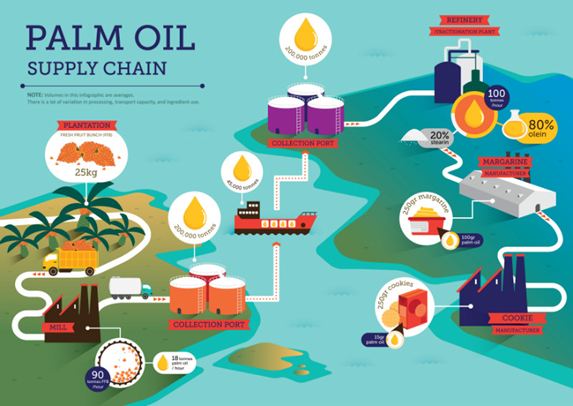 PALM OIL
SUPPLY CHAIN
NOTE: Volumes in this infographic are averages.
There is a lot of variation in processing, transport capacity, and ingredient use.
PLANTATION
FRESH FRUIT BUNCH (FFB)
25kg
MILL
90
tonnes FFB
/hour
18 tonnes
palm oil
/ hour
200,000 tonnes
COLLECTION PORT
45,000 tonnes
200,000 tonnes
COLLECTION PORT
REFINERY
FRACTIONATION PLANT
100
tonnes
/hour
20%
stearin
80%
olein
MARGARINE
MANUFACTURER
250gr margarine
100gr
palm oil
COOKIE
MANUFACTURER
250gr cookies
15gr
palm oil